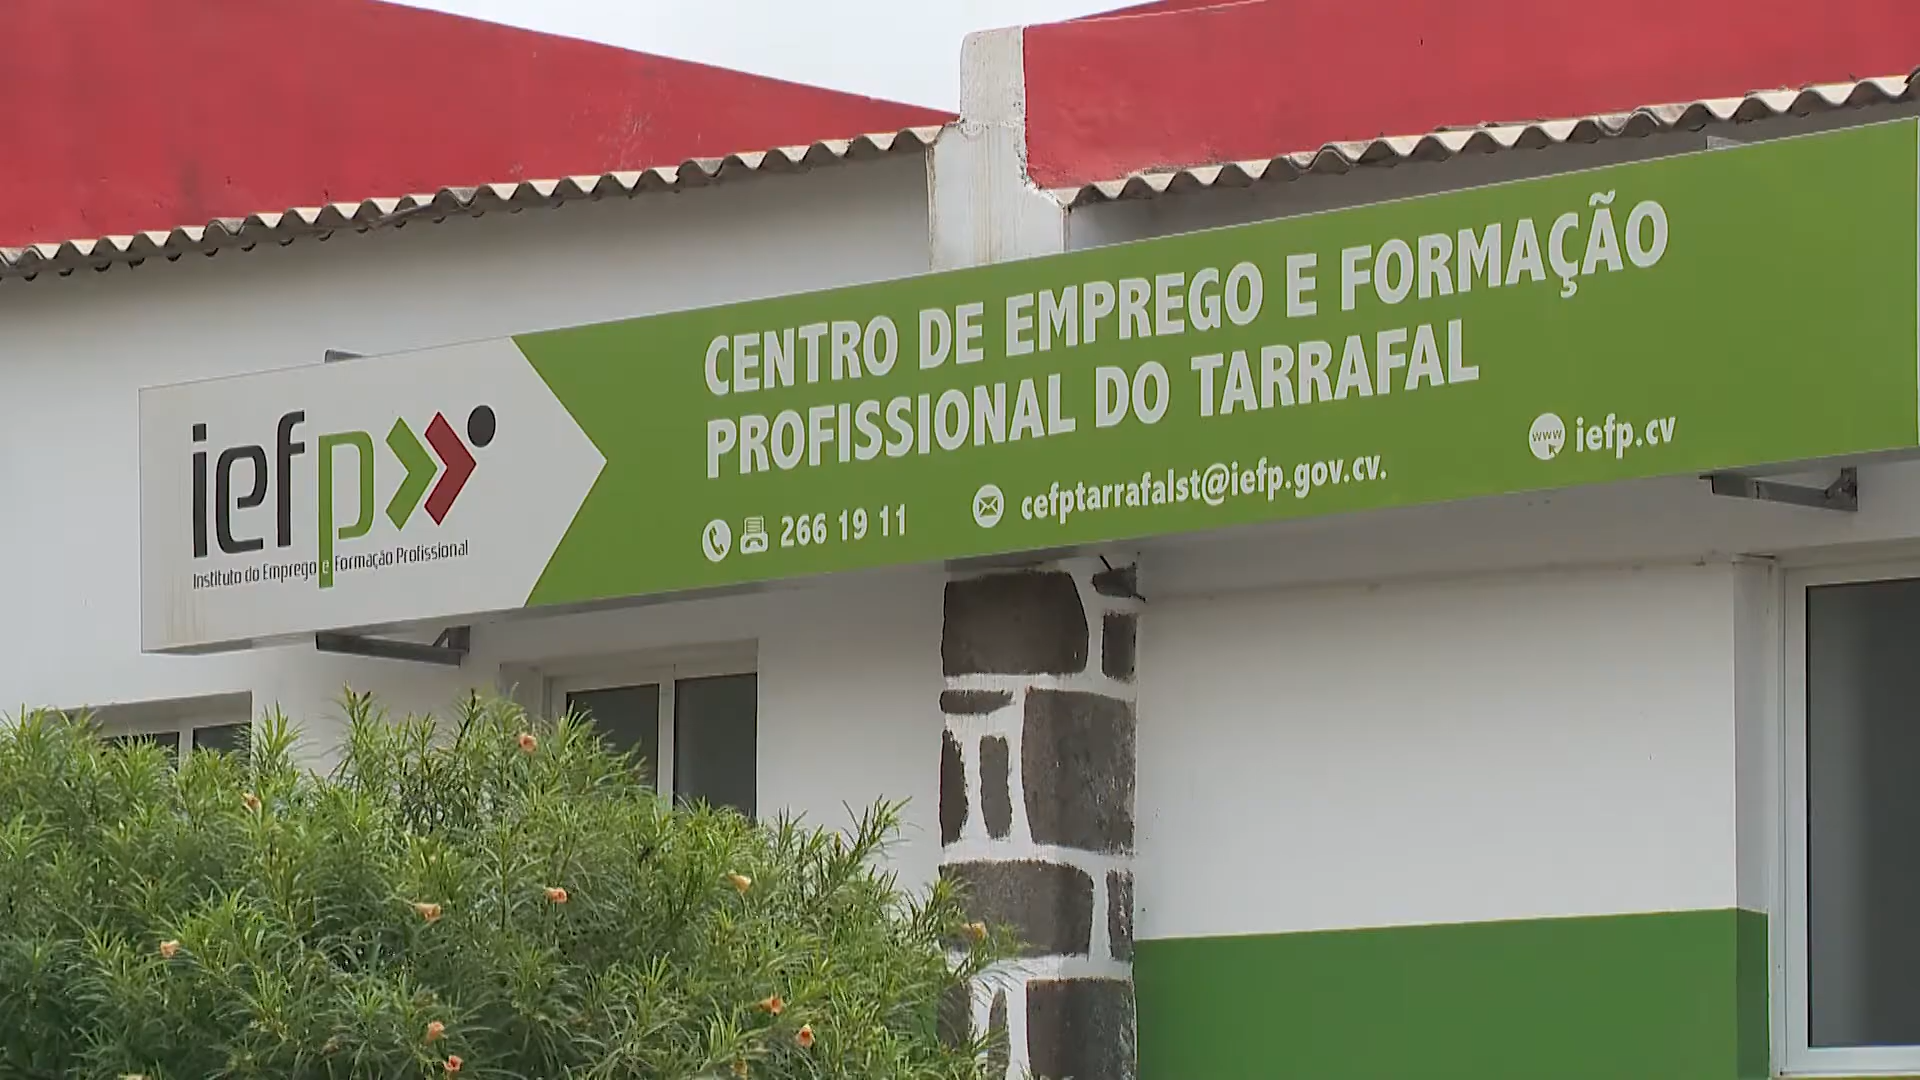 iefp
Instituto do Emprego e Formação Profissional
CENTRO DE EMPREGO E FORMAÇÃO
PROFISSIONAL DO TARRAFAL
266 19 11
cefptarrafalst@iefp.gov.cv.
www
iefp.cv